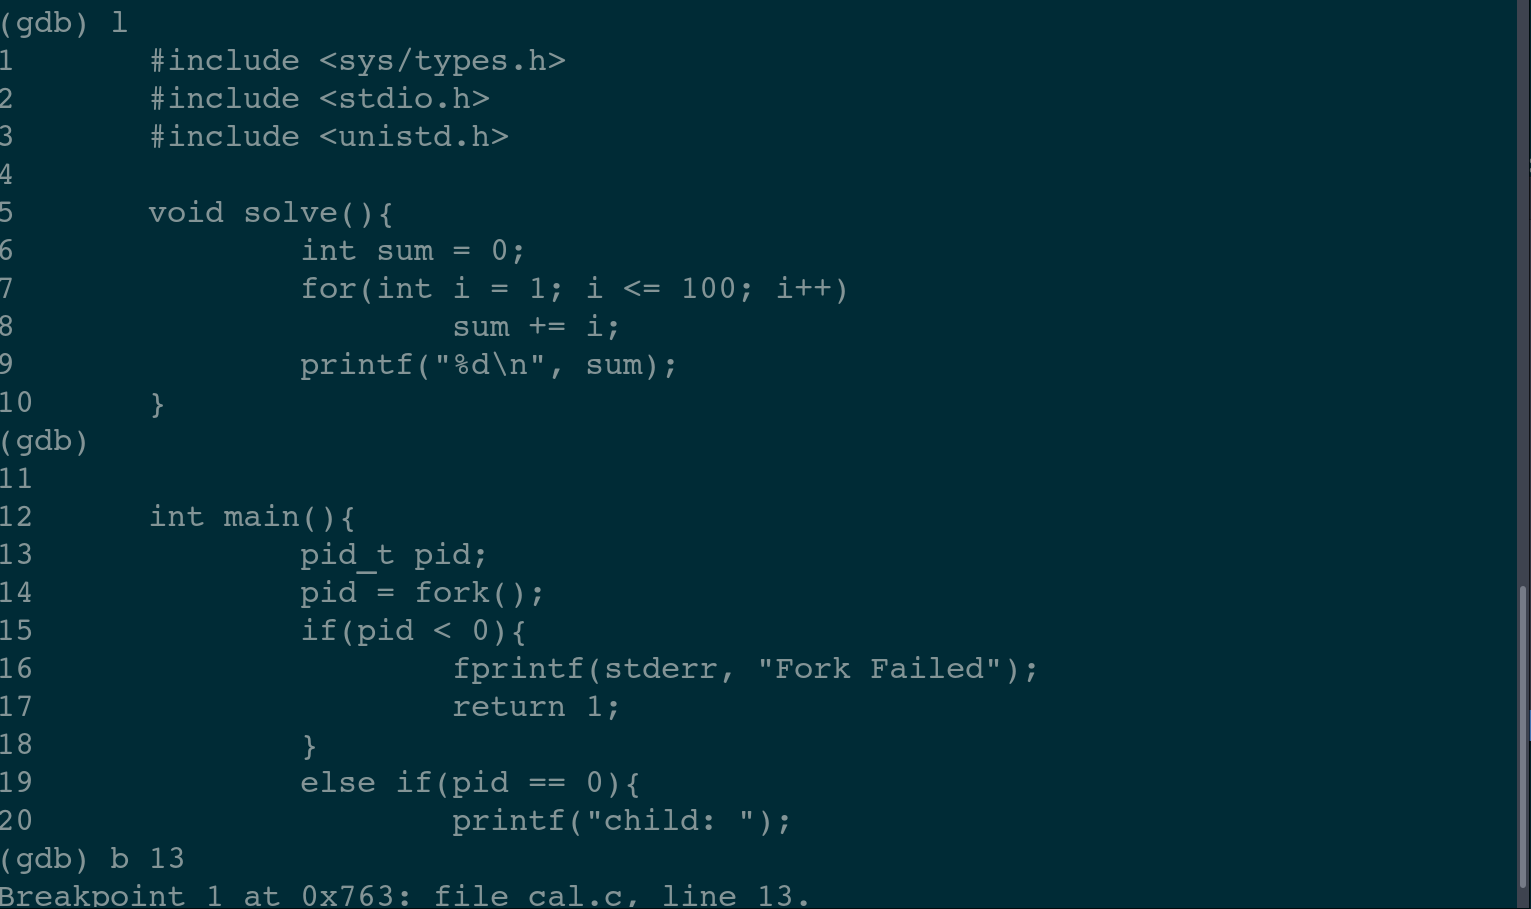 (gdb) l
1       #include <sys/types.h>
2       #include <stdio.h>
3       #include <unistd.h>
4
5       void solve(){
6               int sum = 0;
7               for(int i = 1; i <= 100; i++)
8                       sum += i;
9               printf("%d\n", sum);
10      }
(gdb)
11
12      int main(){
13              pid_t pid;
14              pid = fork();
15              if(pid < 0){
16                      fprintf(stderr, "Fork Failed");
17                      return 1;
18              }
19              else if(pid == 0){
20                      printf("child: ");
(gdb) b 13
Breakpoint 1 at 0x763: file cal.c, line 13.